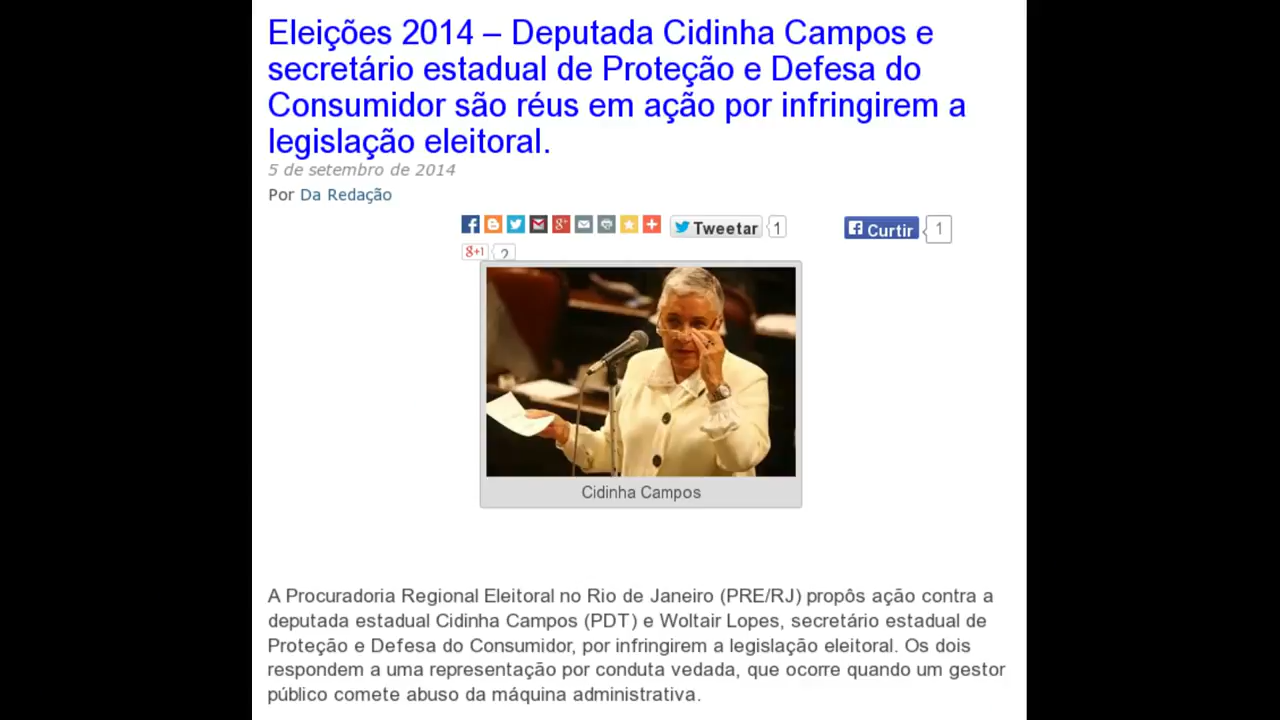 Eleições 2014 – Deputada Cidinha Campos e
secretário estadual de Proteção e Defesa do
Consumidor são réus em ação por infringirem a
legislação eleitoral.
5 de setembro de 2014
Por Da Redação
Tweetar 1
Curtir 1
g+1 2
Cidinha Campos
A Procuradoria Regional Eleitoral no Rio de Janeiro (PRE/RJ) propôs ação contra a
deputada estadual Cidinha Campos (PDT) e Woltair Lopes, secretário estadual de
Proteção e Defesa do Consumidor, por infringirem a legislação eleitoral. Os dois
respondem a uma representação por conduta vedada, que ocorre quando um gestor
público comete abuso da máquina administrativa.